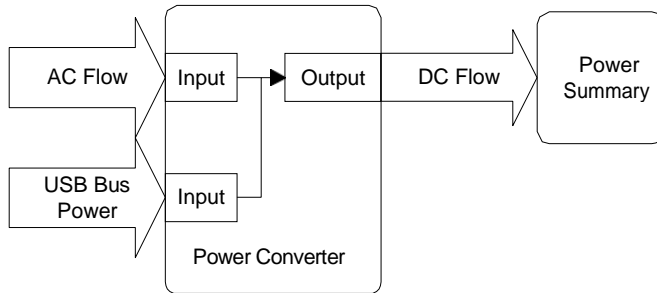 AC Flow
Input
Output
DC Flow
Power
Summary
USB Bus
Power
Input
Power Converter